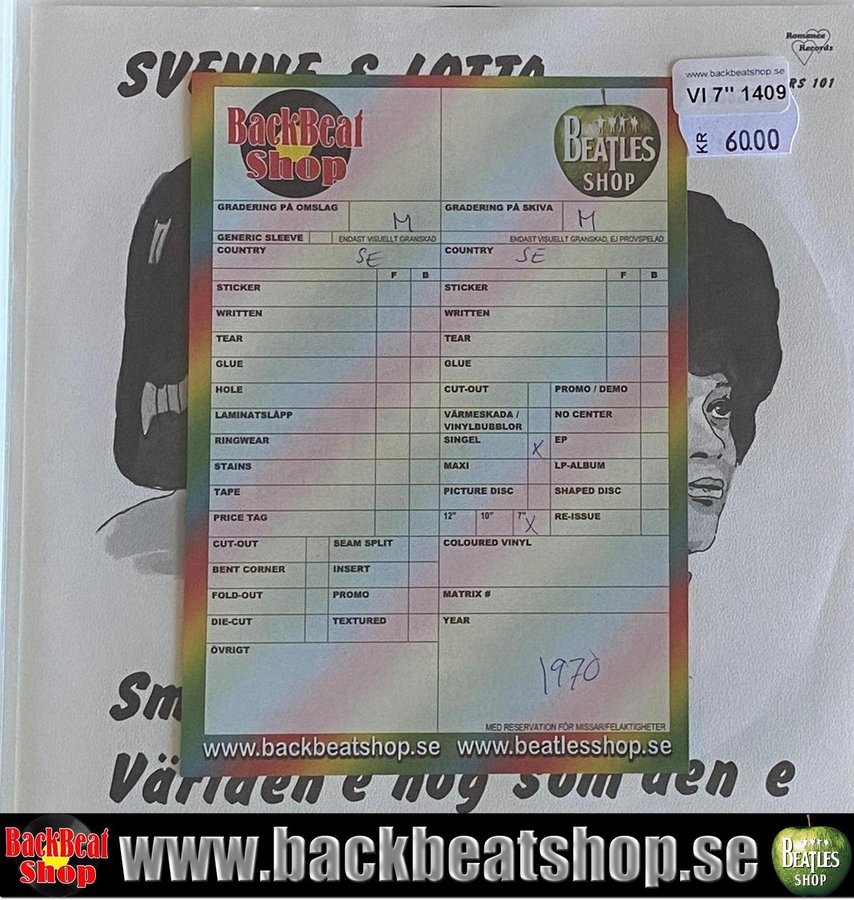 Romance Records
RS 101
www.backbeatshop.se
VI 7" 1409
KR 60.00
BackBeat Shop
BEATLES SHOP
GRADERING PÅ OMSLAG M
GRADERING PÅ SKIVA M
GENERIC SLEEVE ENDAST VISUELLT GRANSKAD
ENDAST VISUELLT GRANSKAD, EJ PROVSPELAD
COUNTRY SE
COUNTRY SE
F B
F B
STICKER
STICKER
WRITTEN
WRITTEN
TEAR
TEAR
GLUE
GLUE
HOLE
CUT-OUT PROMO / DEMO
LAMINATSLÄPP
VÄRMESKADA / VINYLBUBBLOR NO CENTER
RINGWEAR
SINGEL X EP
STAINS
MAXI LP-ALBUM
TAPE
PICTURE DISC SHAPED DISC
PRICE TAG
12" 10" 7" X RE-ISSUE
CUT-OUT SEAM SPLIT
COLOURED VINYL
BENT CORNER INSERT
FOLD-OUT PROMO
MATRIX #
DIE-CUT TEXTURED
YEAR
ÖVRIGT
1970
MED RESERVATION FÖR MISSAR/FELAKTIGHETER
www.backbeatshop.se www.beatlesshop.se
Världen e nog som den e
BackBeat Shop www.backbeatshop.se BEATLES SHOP